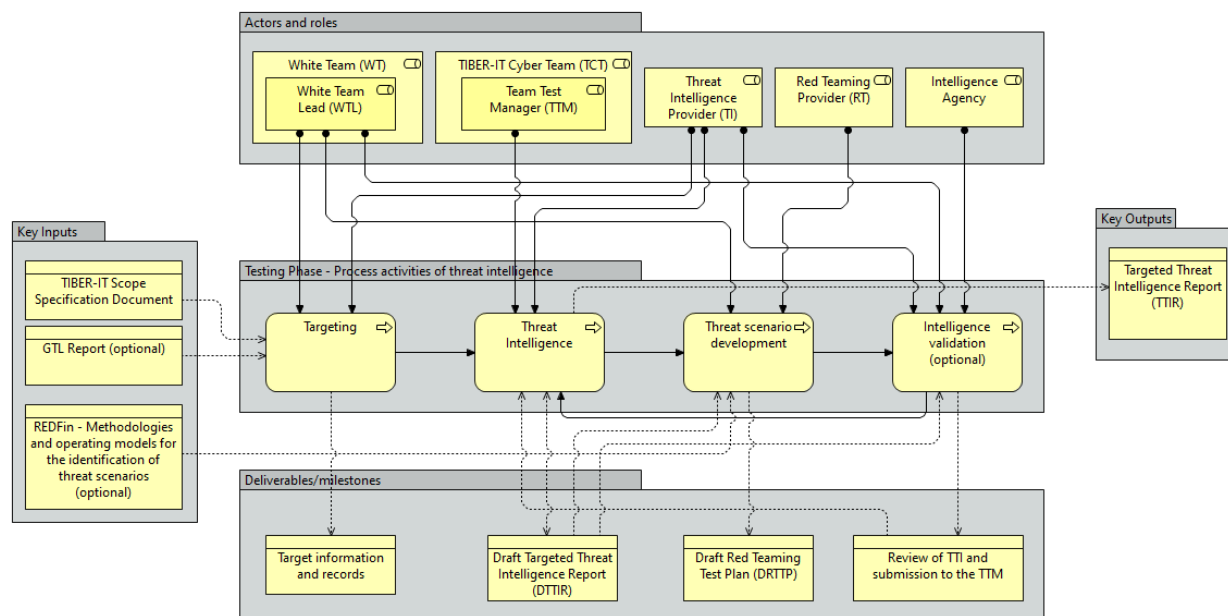 Actors and roles
White Team (WT)
White Team
Lead (WTL)
TIBER-IT Cyber Team (TCT)
Team Test
Manager (TTM)
Threat
Intelligence
Provider (TI)
Red Teaming
Provider (RT)
Intelligence
Agency
Key Inputs
TIBER-IT Scope
Specification Document
GTL Report (optional)
REDFin - Methodologies
and operating models for
the identification of
threat scenarios
(optional)
Testing Phase - Process activities of threat intelligence
Targeting
Threat
Intelligence
Threat scenario
development
Intelligence
validation
(optional)
Key Outputs
Targeted Threat
Intelligence Report
(TTIR)
Deliverables/milestones
Target information
and records
Draft Targeted Threat
Intelligence Report
(DTTIR)
Draft Red Teaming
Test Plan (DRTTP)
Review of TTI and
submission to the TTM